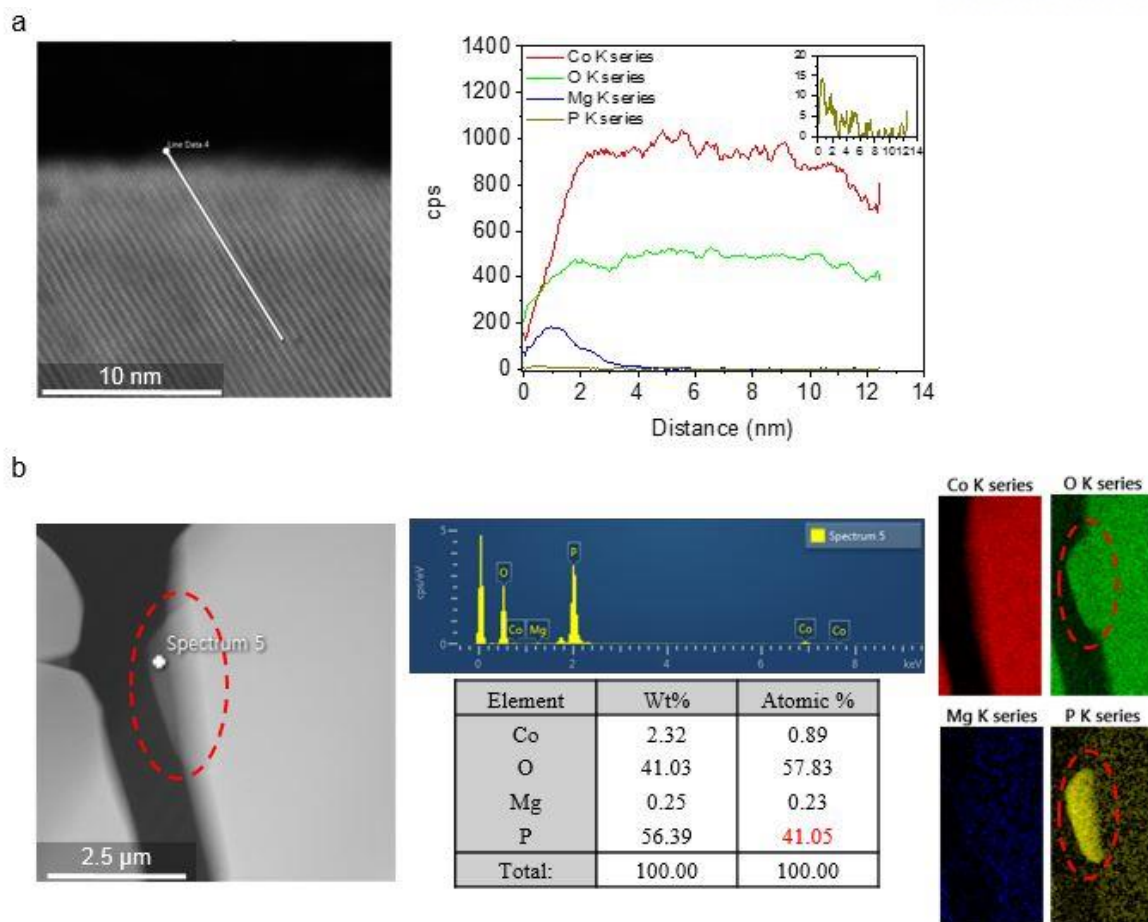 a
Line Data 4
10 nm
1400
1200
1000
800
600
400
200
0
cps
Co K series
O K series
Mg K series
P K series
20
15
10
5
0
0 2 4 6 8 10 12 14
0 2 4 6 8 10 12 14
Distance (nm)
b
Spectrum 5
2.5 µm
5
cps/eV
0
Spectrum 5
O
Co
Mg
P
Co
Co
0 2 4 6 8 keV
Element Wt% Atomic %
Co 2.32 0.89
O 41.03 57.83
Mg 0.25 0.23
P 56.39 41.05
Total: 100.00 100.00
Co K series
O K series
Mg K series
P K series